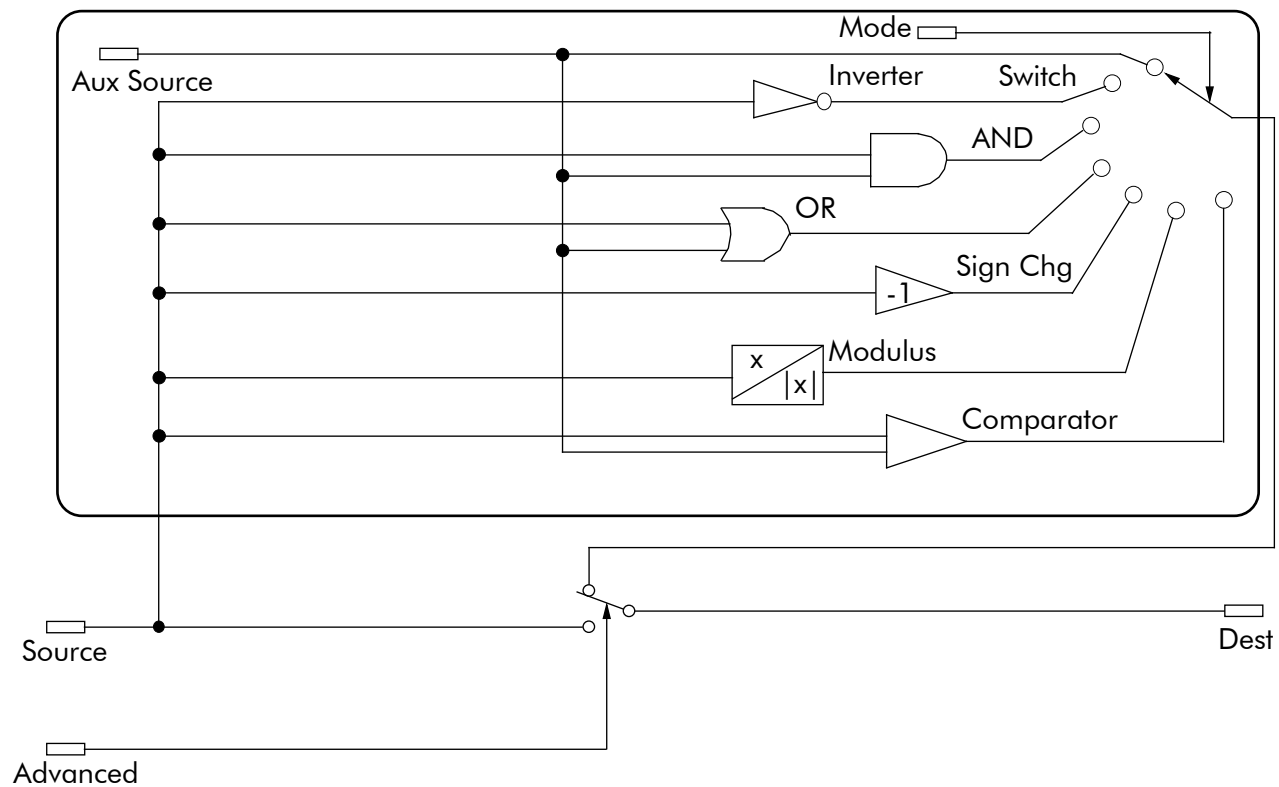 Mode
Aux Source
Inverter
Switch
AND
OR
Sign Chg
-1
x
|x|
Modulus
Comparator
Source
Dest
Advanced